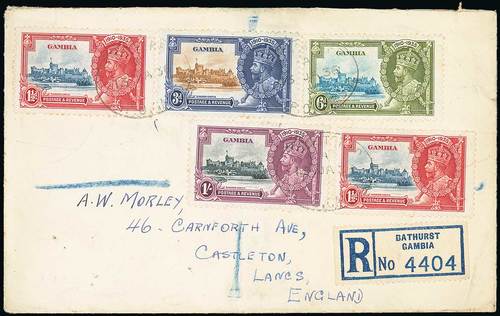 1910-1935
GAMBIA
1½D
POSTAGE & REVENUE
1910-1935
GAMBIA
3D
POSTAGE & REVENUE
1910-1935
GAMBIA
6D
POSTAGE & REVENUE
1910-1935
GAMBIA
1/-
POSTAGE & REVENUE
1910-1935
GAMBIA
1½D
POSTAGE & REVENUE
A.W. MORLEY,
46- CARNFORTH AVE,
CASTLETON,
LANCS,
ENGLAND
R
BATHURST
GAMBIA
No 4404